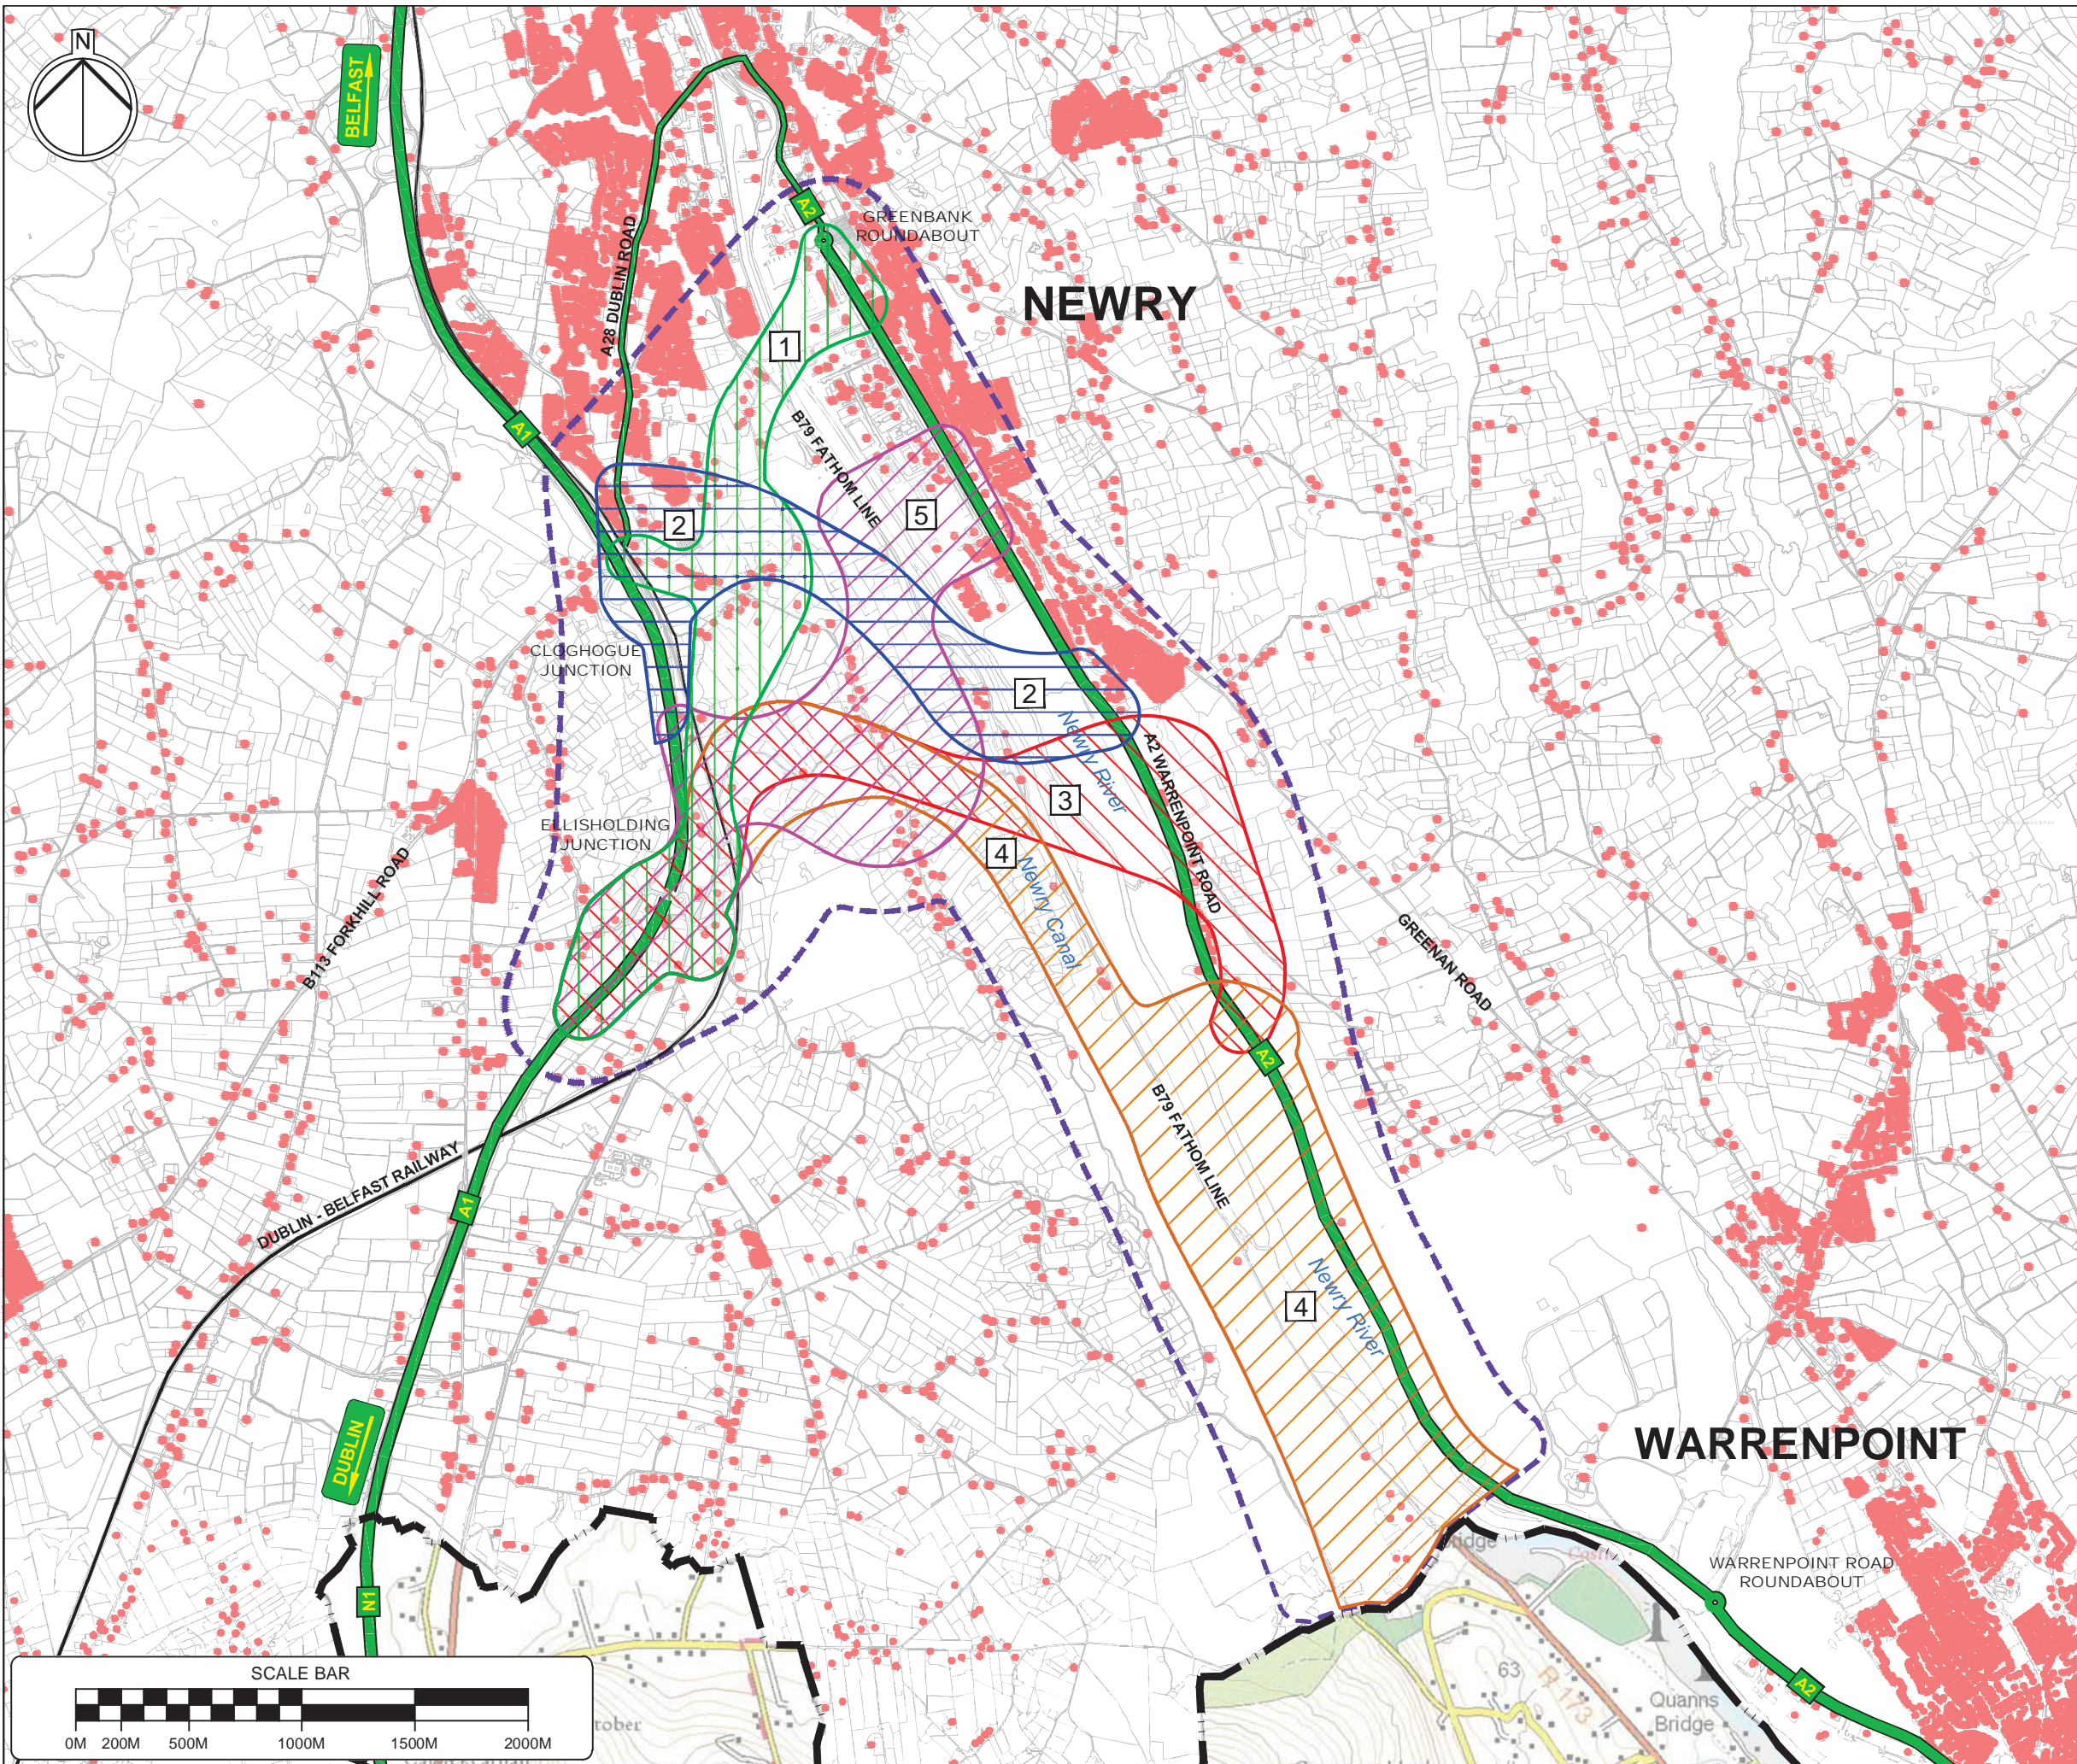 N
BELFAST
A2
GREENBANK
ROUNDABOUT
A28 DUBLIN ROAD
NEWRY
1
A1
B79 FATHOM LINE
5
2
CLOGHOGUE
JUNCTION
2
Newry River
A2 WARRENPOINT ROAD
3
ELLISHOLDING
JUNCTION
4
Newry Canal
B113 FORKHILL ROAD
GREENAN ROAD
A2
B79 FATHOM LINE
DUBLIN - BELFAST RAILWAY
A1
Newry River
4
DUBLIN
WARRENPOINT
WARRENPOINT ROAD
ROUNDABOUT
N1
A2
63
R 13
Quanns
Bridge
SCALE BAR
0M 200M 500M 1000M 1500M 2000M